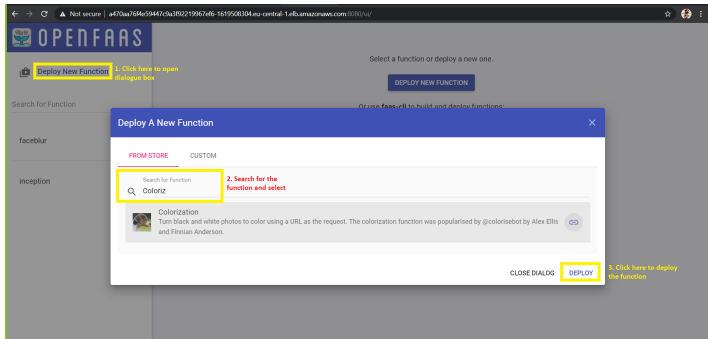 Not secure | a470aa76f4e59447c9a3f92219967ef6-1619508304.eu-central-1.elb.amazonaws.com:8080/ui/
OPENFAAS
Select a function or deploy a new one.
Deploy New Function
1. Click here to open
dialogue box
DEPLOY NEW FUNCTION
Search for Function
Or use faas-cli to build and deploy functions:
Deploy A New Function
faceblur
FROM STORE
CUSTOM
inception
Search for Function
Coloriz
2. Search for the
function and select
Colorization
Turn black and white photos to color using a URL as the request. The colorization function was popularised by @colorisebot by Alex Ellis
and Finnian Anderson.
CLOSE DIALOG
DEPLOY
3. Click here to deploy
the function